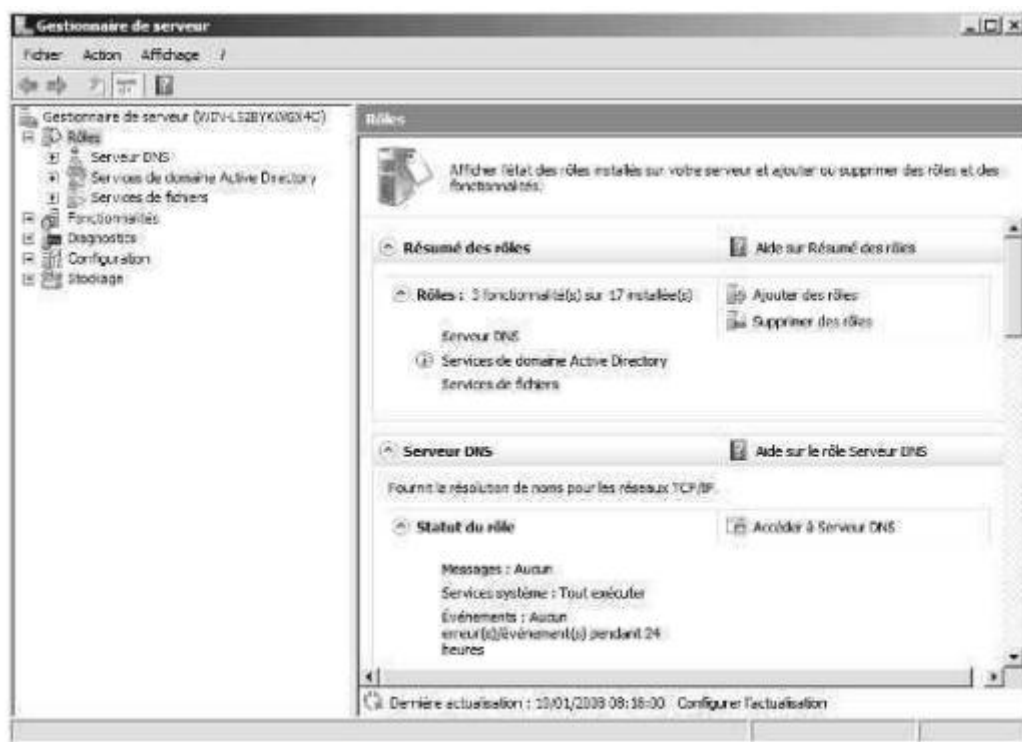 Gestionnaire de serveur
Fichier Action Affichage ?
Gestionnaire de serveur
Rôles
Serveur DNS
Services de domaine Active Directory
Services de fichiers
Fonctionnalités
Diagnostics
Configuration
Stockage
Rôles
Afficher l'état des rôles installés sur votre serveur et ajouter ou supprimer des rôles et des
fonctionnalités.
Résumé des rôles
Aide sur Résumé des rôles
Rôles : 3 fonctionnalité(s) sur 17 installée(s)
Ajouter des rôles
Supprimer des rôles
Serveur DNS
Services de domaine Active Directory
Services de fichiers
Serveur DNS
Aide sur le rôle Serveur DNS
Fournit la résolution de noms pour les réseaux TCP/IP.
Statut du rôle
Accéder à Serveur DNS
Messages : Aucun
Services système : Tout exécuter
Événements : Aucun
erreur(s)/événement(s) pendant 24
heures
Dernière actualisation : 10/01/2008 08:16:00 Configurer l'actualisation